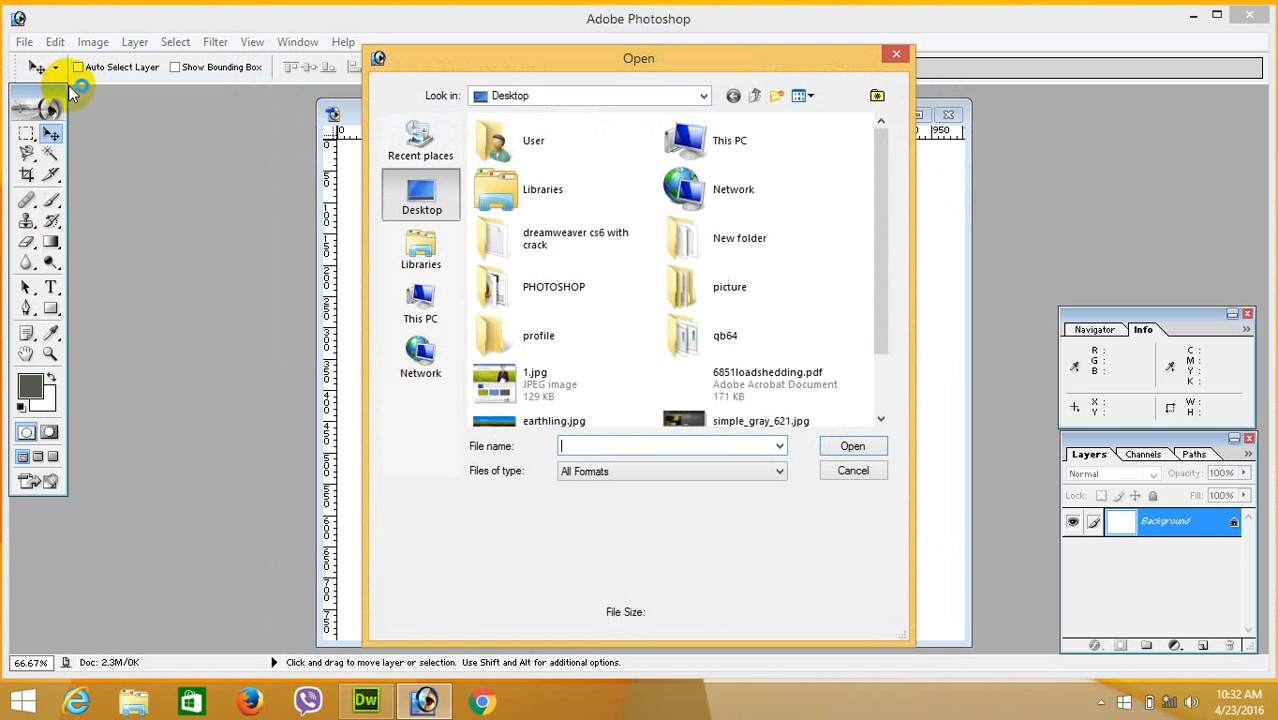 Adobe Photoshop
File Edit Image Layer Select Filter View Window Help
Auto Select Layer Show Bounding Box
Open
Look in: Desktop
Recent places
Desktop
Libraries
This PC
Network
User
This PC
Libraries
Network
dreamweaver cs6 with
crack
New folder
PHOTOSHOP
picture
profile
qb64
1.jpg
JPEG image
129 KB
6851loadshedding.pdf
Adobe Acrobat Document
171 KB
earthling.jpg
simple_gray_621.jpg
File name:
Open
Files of type: All Formats
Cancel
File Size:
0
950
Navigator Info
R :
G :
B :
C :
M :
Y :
K :
X :
Y :
W :
H :
Layers Channels Paths
Normal Opacity: 100%
Lock: Fill: 100%
Background
66.67% Doc: 2.3M/0K Click and drag to move layer or selection. Use Shift and Alt for additional options.
Dw
10:32 AM
4/23/2016